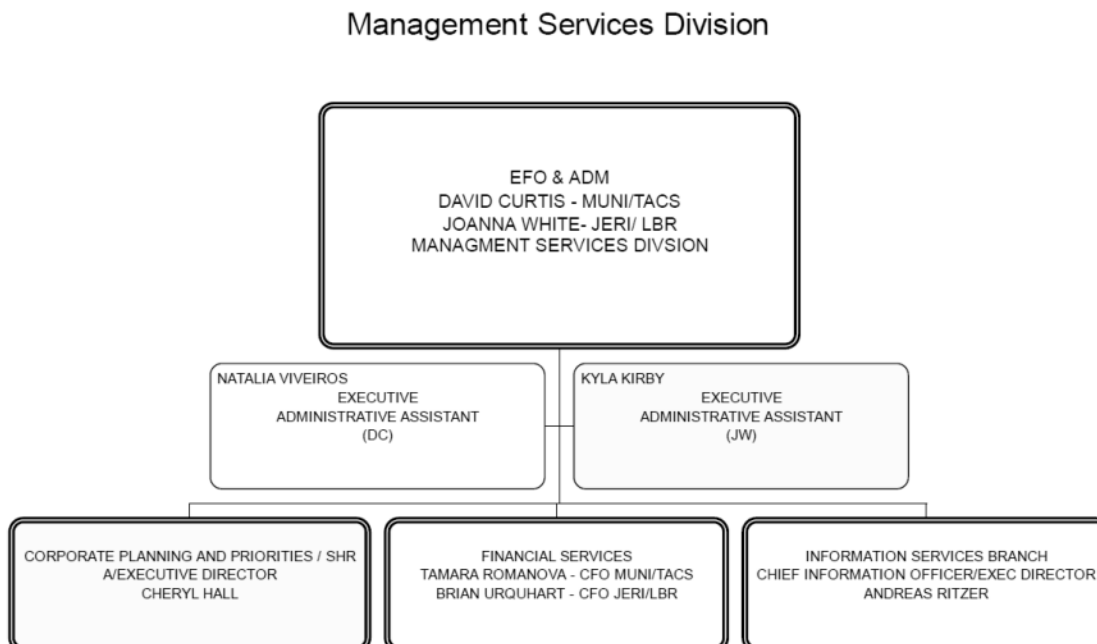 Management Services Division
EFO & ADM
DAVID CURTIS - MUNI/TACS
JOANNA WHITE- JERI/ LBR
MANAGMENT SERVICES DIVSION
NATALIA VIVEIROS
EXECUTIVE
ADMINISTRATIVE ASSISTANT
(DC)
KYLA KIRBY
EXECUTIVE
ADMINISTRATIVE ASSISTANT
(JW)
CORPORATE PLANNING AND PRIORITIES / SHR
A/EXECUTIVE DIRECTOR
CHERYL HALL
FINANCIAL SERVICES
TAMARA ROMANOVA - CFO MUNI/TACS
BRIAN URQUHART - CFO JERI/LBR
INFORMATION SERVICES BRANCH
CHIEF INFORMATION OFFICER/EXEC DIRECTOR
ANDREAS RITZER